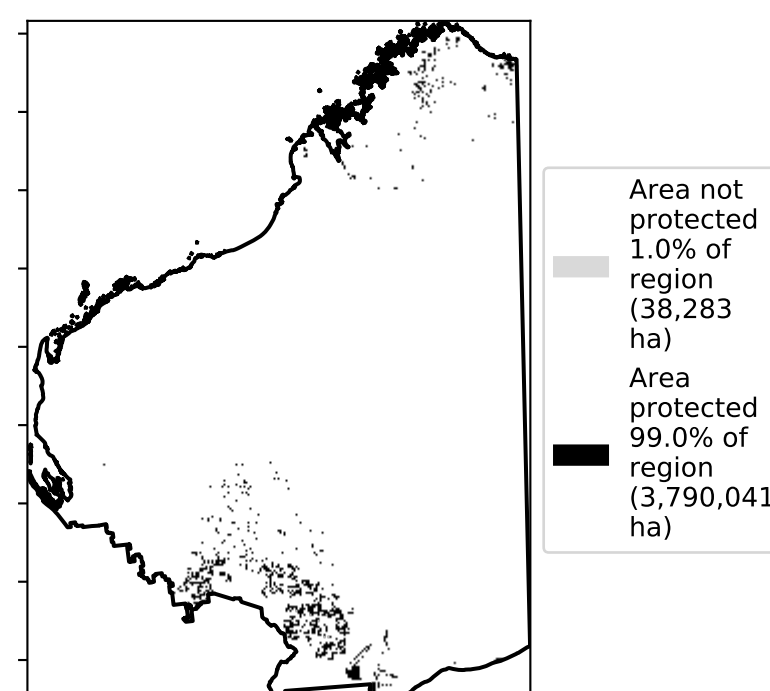 Area not
protected
1.0% of
region
(38,283
ha)
Area
protected
99.0% of
region
(3,790,041
ha)